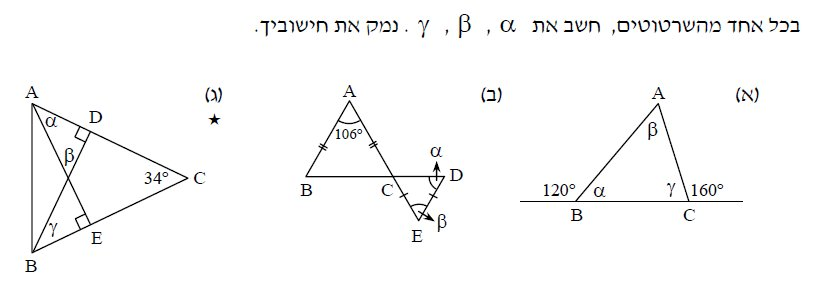 בכל אחד מהשרטוטים, חשב את α , β , γ . נמק את חישוביך.
(א)
A
β
120°
α
γ
160°
B
C
(ב)
A
106°
α
B
C
D
β
E
(ג)
★
A
α
D
β
34°
C
γ
E
B